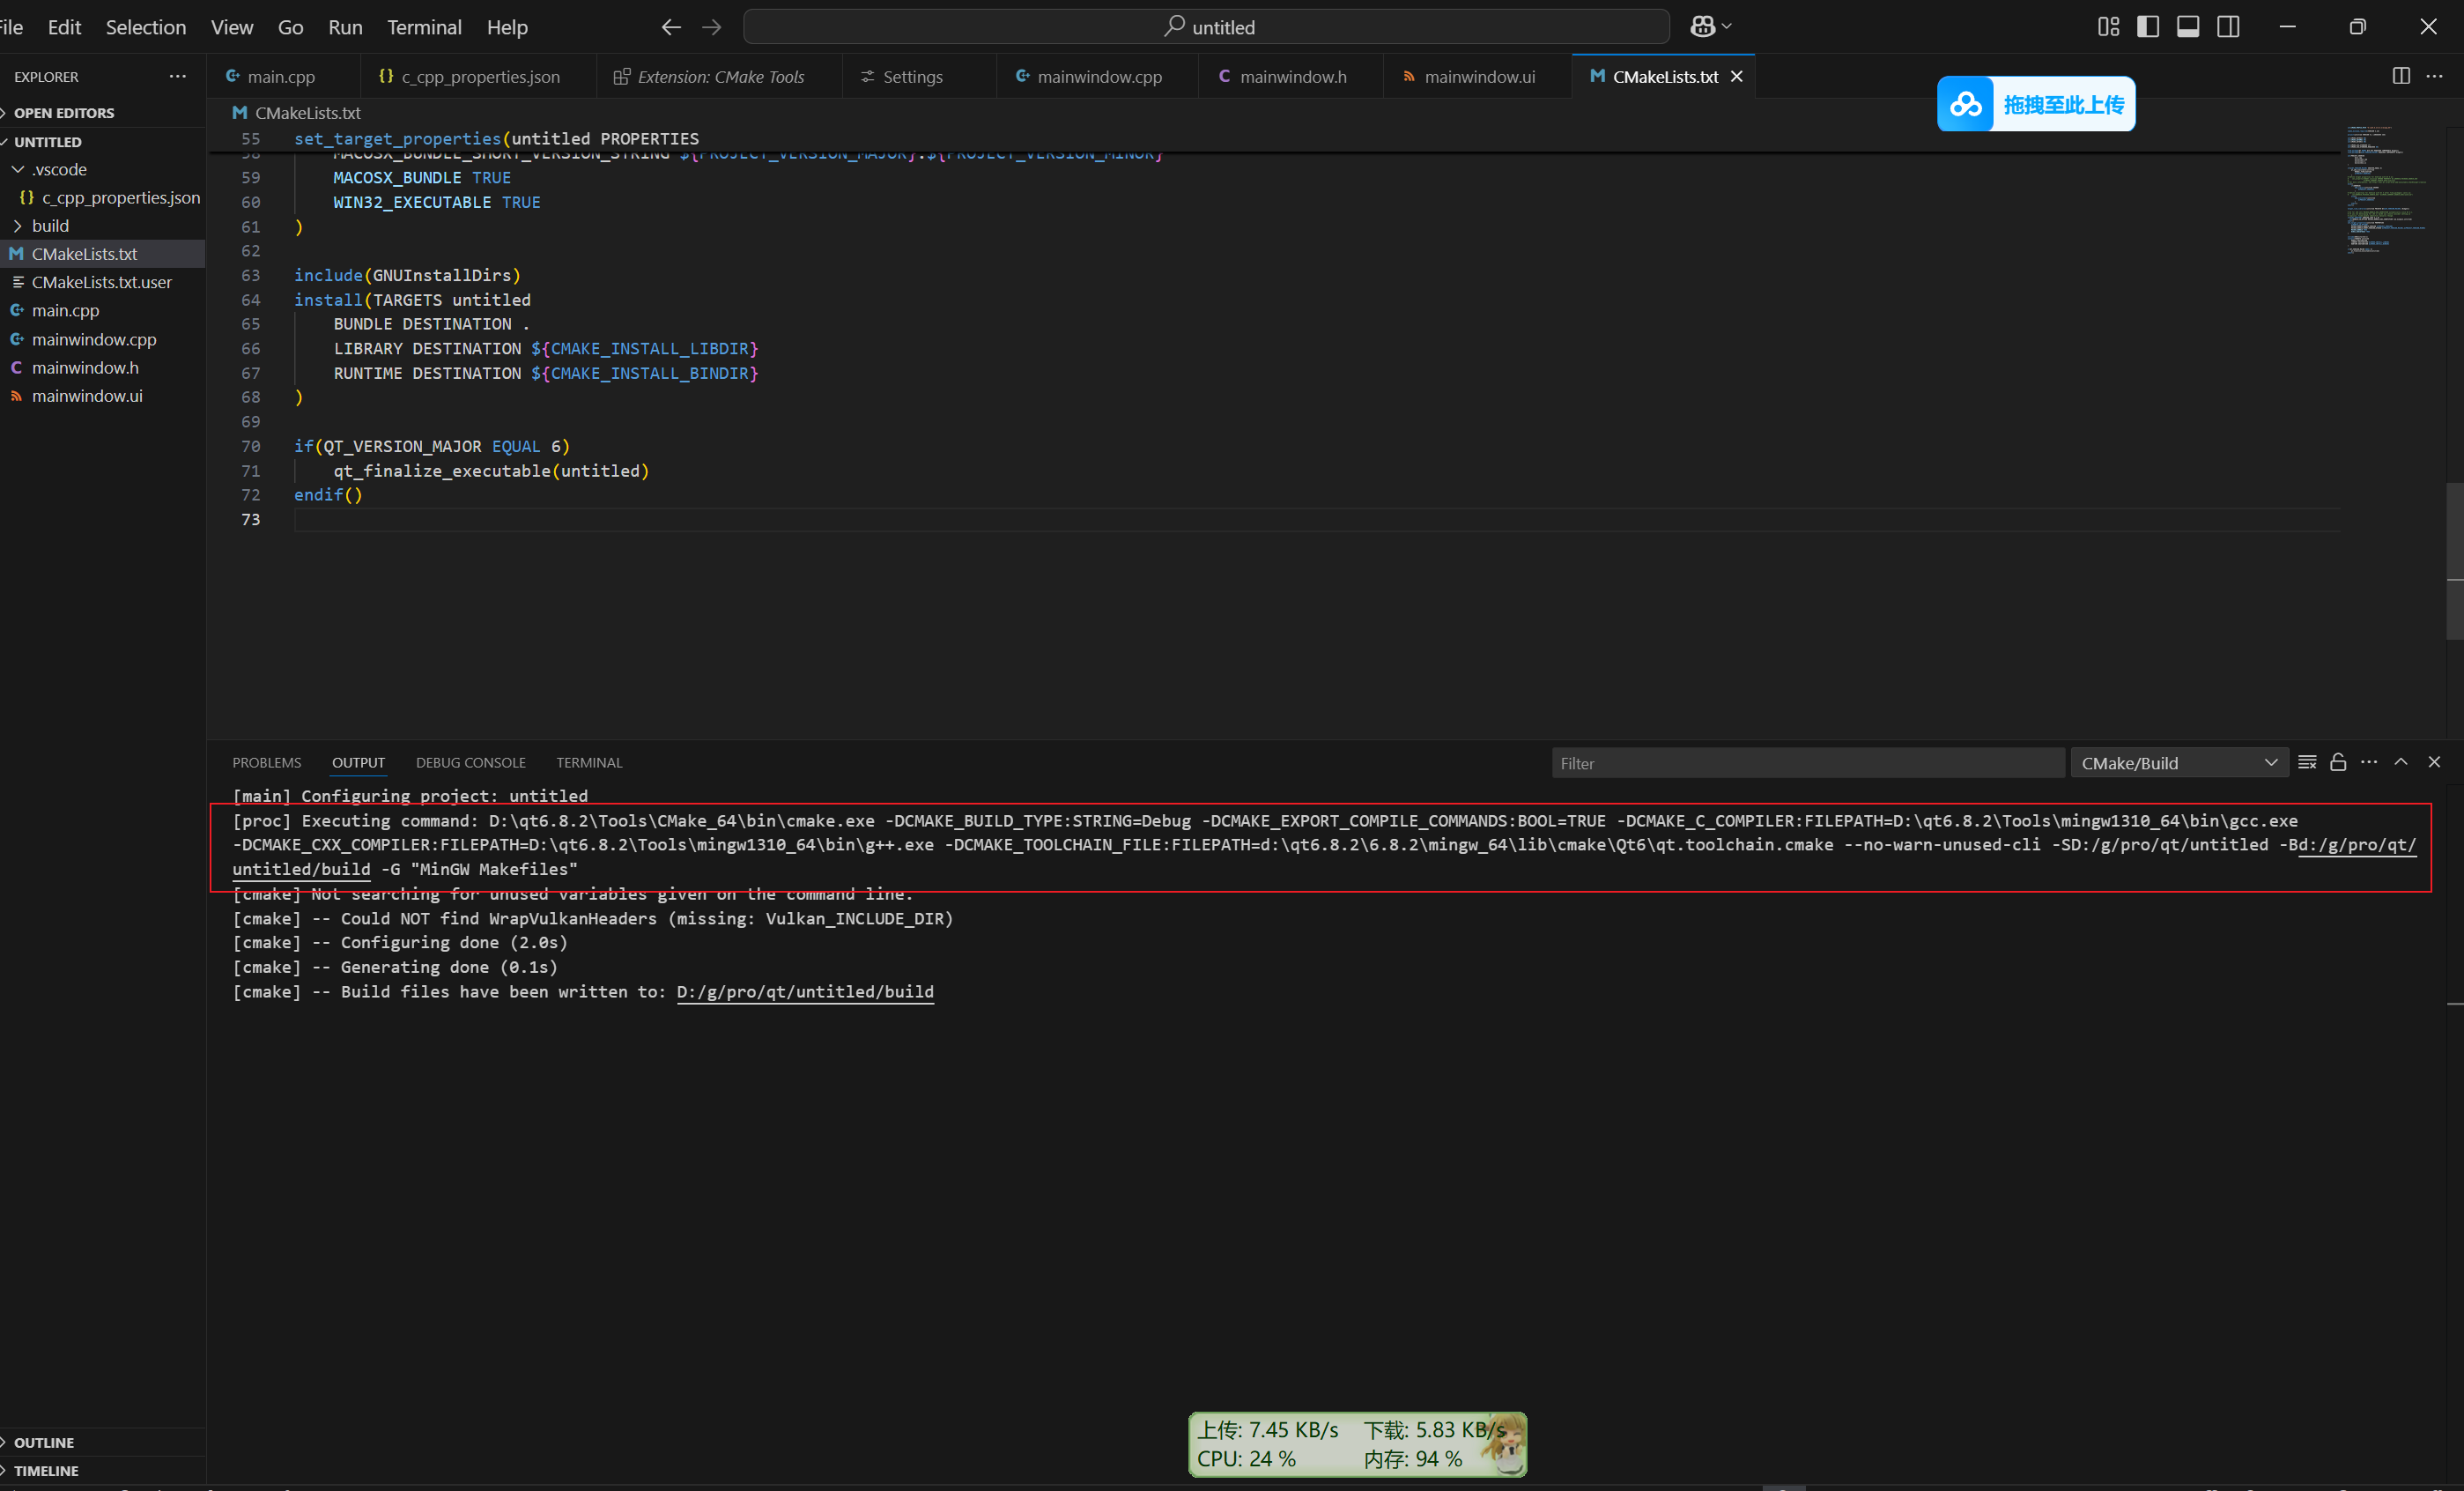 File Edit Selection View Go Run Terminal Help
untitled
EXPLORER
main.cpp
c_cpp_properties.json
Extension: CMake Tools
Settings
mainwindow.cpp
mainwindow.h
mainwindow.ui
CMakeLists.txt
拖拽至此上传
OPEN EDITORS
UNTITLED
.vscode
c_cpp_properties.json
build
CMakeLists.txt
CMakeLists.txt.user
main.cpp
mainwindow.cpp
mainwindow.h
mainwindow.ui
OUTLINE
TIMELINE
CMakeLists.txt
55 set_target_properties(untitled PROPERTIES
58 MACOSX_BUNDLE_SHORT_VERSION_STRING ${PROJECT_VERSION_MAJOR}.${PROJECT_VERSION_MINOR}
59 MACOSX_BUNDLE TRUE
60 WIN32_EXECUTABLE TRUE
61 )
62
63 include(GNUInstallDirs)
64 install(TARGETS untitled
65 BUNDLE DESTINATION .
66 LIBRARY DESTINATION ${CMAKE_INSTALL_LIBDIR}
67 RUNTIME DESTINATION ${CMAKE_INSTALL_BINDIR}
68 )
69
70 if(QT_VERSION_MAJOR EQUAL 6)
71 qt_finalize_executable(untitled)
72 endif()
73
PROBLEMS OUTPUT DEBUG CONSOLE TERMINAL
Filter
CMake/Build
[main] Configuring project: untitled
[proc] Executing command: D:\qt6.8.2\Tools\CMake_64\bin\cmake.exe -DCMAKE_BUILD_TYPE:STRING=Debug -DCMAKE_EXPORT_COMPILE_COMMANDS:BOOL=TRUE -DCMAKE_C_COMPILER:FILEPATH=D:\qt6.8.2\Tools\mingw1310_64\bin\gcc.exe
-DCMAKE_CXX_COMPILER:FILEPATH=D:\qt6.8.2\Tools\mingw1310_64\bin\g++.exe -DCMAKE_TOOLCHAIN_FILE:FILEPATH=d:\qt6.8.2\6.8.2\mingw_64\lib\cmake\Qt6\qt.toolchain.cmake --no-warn-unused-cli -SD:/g/pro/qt/untitled -Bd:/g/pro/qt/
untitled/build -G "MinGW Makefiles"
[cmake] Not searching for unused variables given on the command line.
[cmake] -- Could NOT find WrapVulkanHeaders (missing: Vulkan_INCLUDE_DIR)
[cmake] -- Configuring done (2.0s)
[cmake] -- Generating done (0.1s)
[cmake] -- Build files have been written to: D:/g/pro/qt/untitled/build
上传: 7.45 KB/s 下载: 5.83 KB/s
CPU: 24 % 内存: 94 %